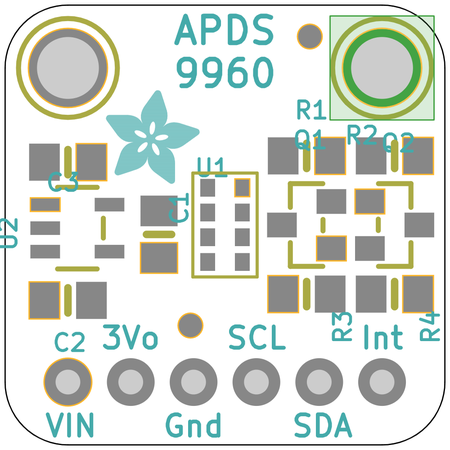 APDS
9960
R1
Q1 R2 Q2
U1
C3
C1
U2
R3
R4
C2 3Vo SCL Int
VIN Gnd SDA